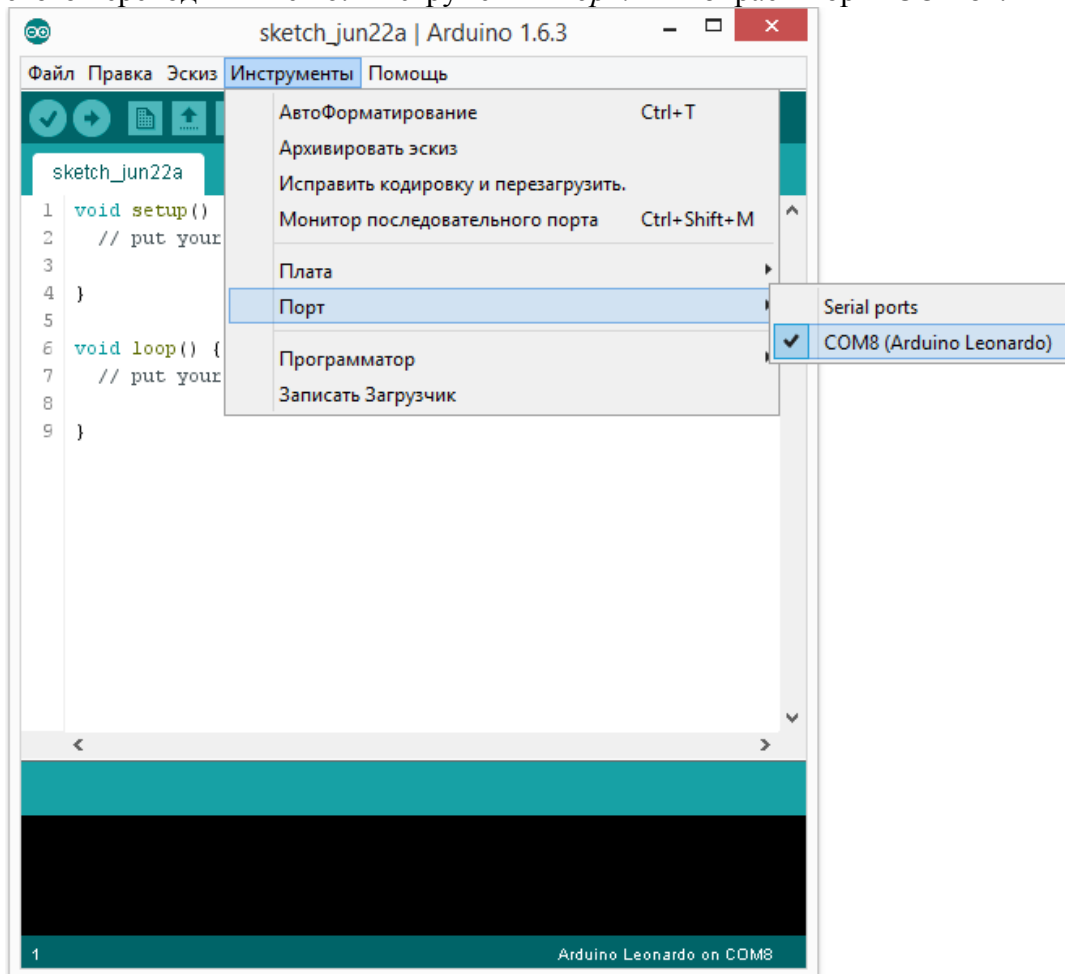 sketch_jun22a | Arduino 1.6.3
Файл Правка Эскиз Инструменты Помощь
АвтоФорматирование Ctrl+T
Архивировать эскиз
Исправить кодировку и перезагрузить.
Монитор последовательного порта Ctrl+Shift+M
Плата
Порт
Программатор
Записать Загрузчик
Serial ports
COM8 (Arduino Leonardo)
sketch_jun22a
1 void setup()
2 // put your
3
4 }
5
6 void loop() {
7 // put your
8
9 }
1 Arduino Leonardo on COM8